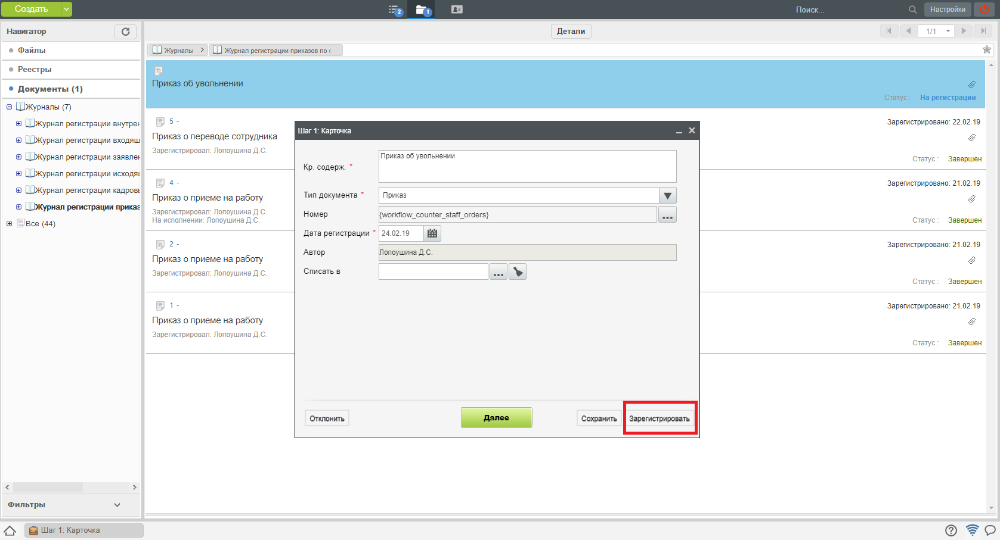 Создать
2
1
Поиск...
Настройки
Навигатор
Детали
1/1
Файлы
Реестры
Документы (1)
Журналы (7)
Журнал регистрации внутрен
Журнал регистрации входящ
Журнал регистрации заявлен
Журнал регистрации исходящ
Журнал регистрации кадровь
Журнал регистрации приказ
Все (44)
Фильтры
Журналы
Журнал регистрации приказов по с
Приказ об увольнении
Статус :
На регистрации
5 -
Зарегистрировано: 22.02.19
Приказ о переводе сотрудника
Зарегистрировал: Лопоушина Д.С.
Статус :
Завершен
4 -
Зарегистрировано: 21.02.19
Приказ о приеме на работу
Зарегистрировал: Лопоушина Д.С.
На исполнении: Лопоушина Д.С.
Статус :
Завершен
2 -
Зарегистрировано: 21.02.19
Приказ о приеме на работу
Зарегистрировал: Лопоушина Д.С.
Статус :
Завершен
1 -
Зарегистрировано: 21.02.19
Приказ о приеме на работу
Зарегистрировал: Лопоушина Д.С.
Статус :
Завершен
Шаг 1: Карточка
Кр. содерж. *
Приказ об увольнении
Тип документа *
Приказ
Номер
{workflow_counter_staff_orders}
Дата регистрации *
24.02.19
Автор
Лопоушина Д.С.
Списать в
Отклонить
Далее
Сохранить
Зарегистрировать
Шаг 1: Карточка